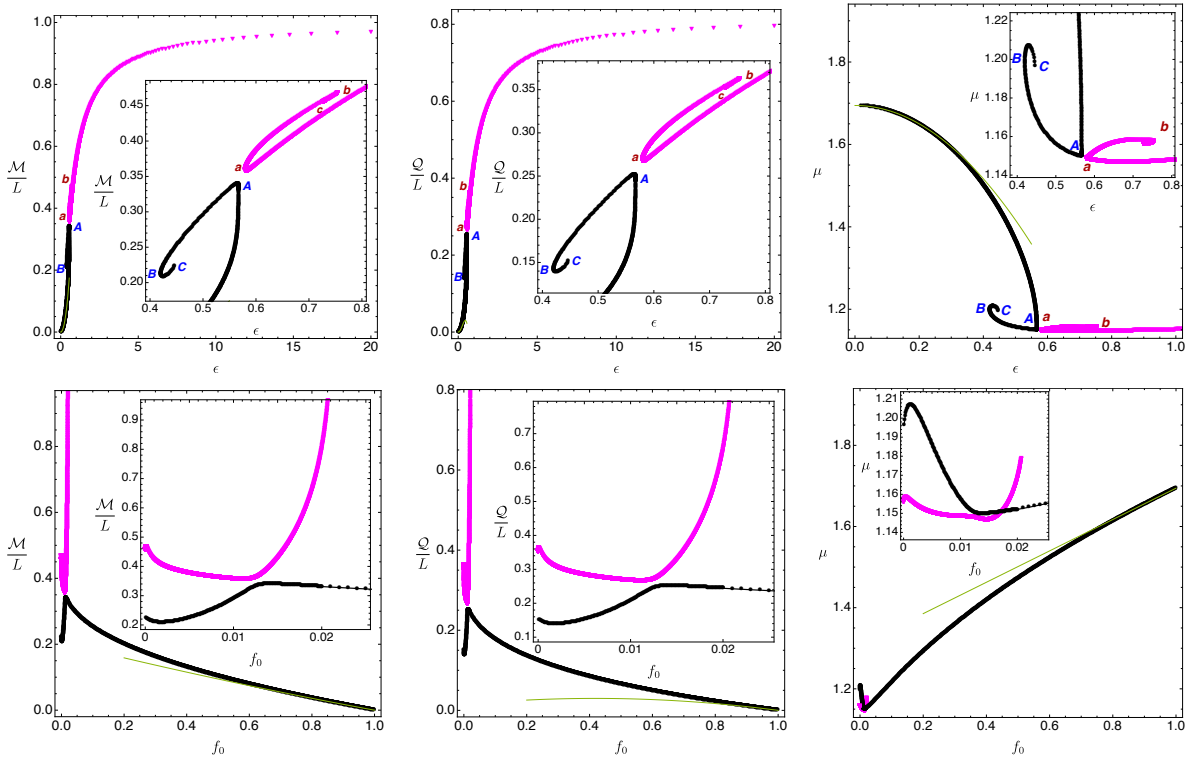 1.0
0.8
0.6
0.4
0.2
0.0
M/L
0 5 10 15 20
ϵ
b
a
A
B
0.45
0.40
0.35
0.30
0.25
0.20
M/L
0.4 0.5 0.6 0.7 0.8
ϵ
b
c
a
A
B
C
0.8
0.6
0.4
0.2
0.0
Q/L
0 5 10 15 20
ϵ
b
a
A
B
0.35
0.30
0.25
0.20
0.15
Q/L
0.4 0.5 0.6 0.7 0.8
ϵ
b
c
a
A
B
C
1.8
1.6
1.4
1.2
μ
0.0 0.2 0.4 0.6 0.8 1.0
ϵ
B
C
A
a
b
1.22
1.20
1.18
1.16
1.14
μ
0.4 0.5 0.6 0.7 0.8
ϵ
B
C
A
a
b
0.8
0.6
0.4
0.2
0.0
M/L
0.0 0.2 0.4 0.6 0.8 1.0
f₀
0.9
0.8
0.7
0.6
0.5
0.4
0.3
0.2
M/L
0 0.01 0.02
f₀
0.8
0.6
0.4
0.2
0.0
Q/L
0.0 0.2 0.4 0.6 0.8 1.0
f₀
0.7
0.6
0.5
0.4
0.3
0.2
0.1
Q/L
0 0.01 0.02
f₀
1.8
1.6
1.4
1.2
μ
0.0 0.2 0.4 0.6 0.8 1.0
f₀
1.21
1.20
1.19
1.18
1.17
1.16
1.15
1.14
μ
0 0.01 0.02
f₀